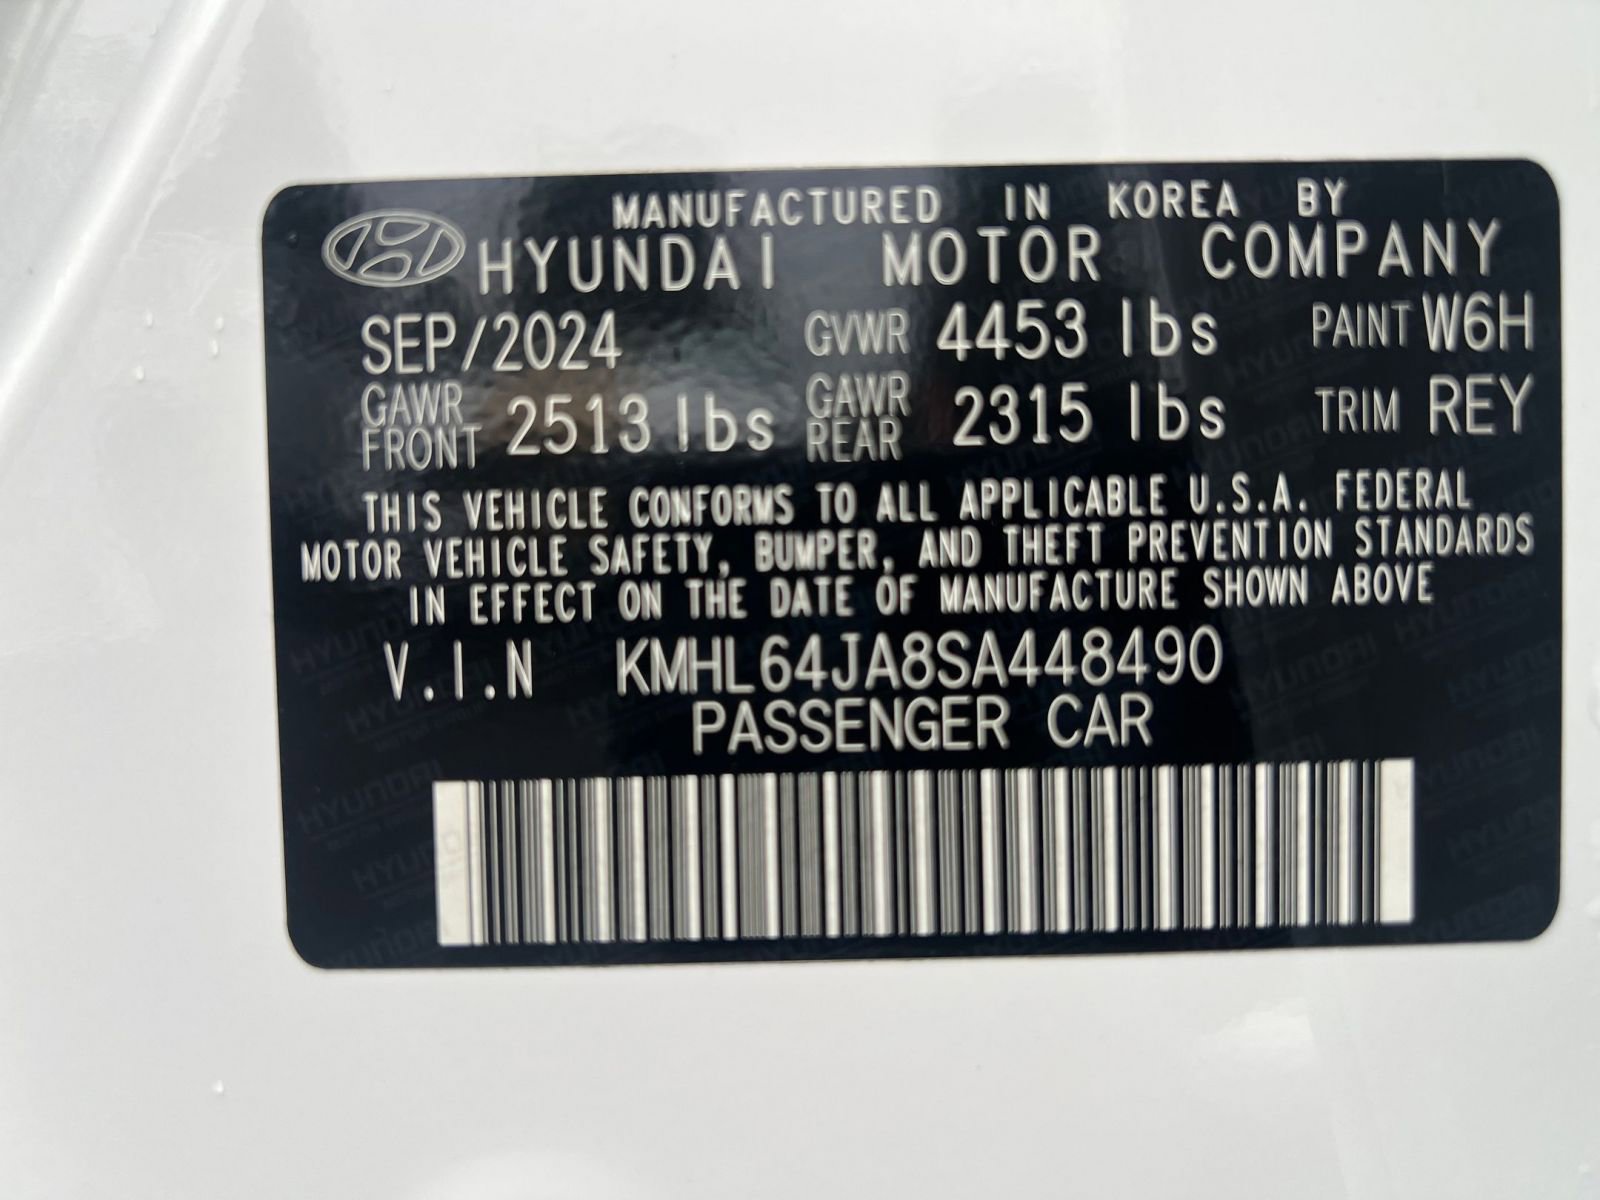 MANUFACTURED IN KOREA BY
HYUNDAI MOTOR COMPANY
SEP/2024 GVWR 4453 lbs PAINT W6H
GAWR FRONT 2513 lbs GAWR REAR 2315 lbs TRIM REY
THIS VEHICLE CONFORMS TO ALL APPLICABLE U.S.A. FEDERAL
MOTOR VEHICLE SAFETY, BUMPER, AND THEFT PREVENTION STANDARDS
IN EFFECT ON THE DATE OF MANUFACTURE SHOWN ABOVE
V.I.N KMHL64JA8SA448490
PASSENGER CAR